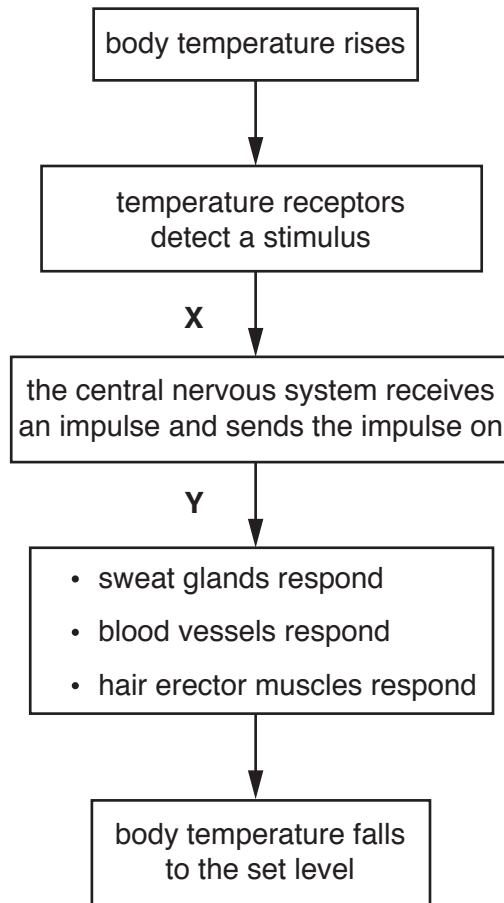 body temperature rises
temperature receptors
detect a stimulus
X
the central nervous system receives
an impulse and sends the impulse on
Y
• sweat glands respond
• blood vessels respond
• hair erector muscles respond
body temperature falls
to the set level